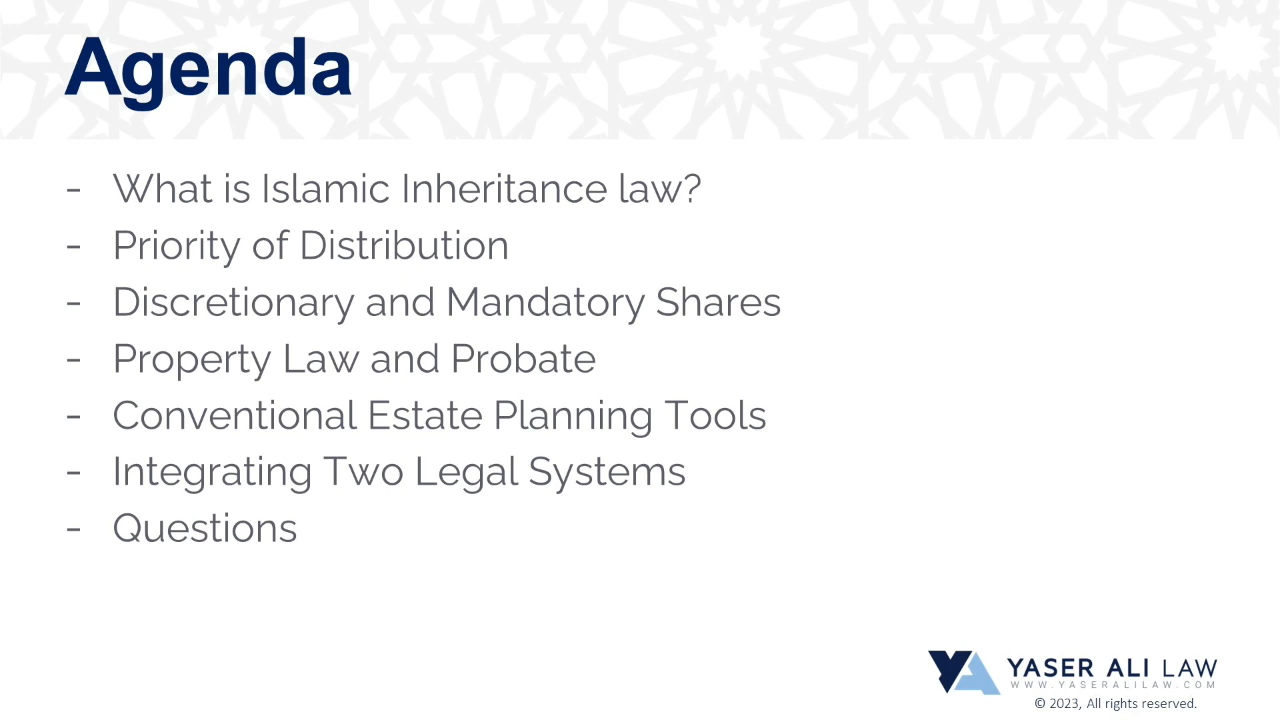 Agenda
- What is Islamic Inheritance law?
- Priority of Distribution
- Discretionary and Mandatory Shares
- Property Law and Probate
- Conventional Estate Planning Tools
- Integrating Two Legal Systems
- Questions
YA YASER ALI LAW
WWW.YASERALILAW.COM
© 2023, All rights reserved.